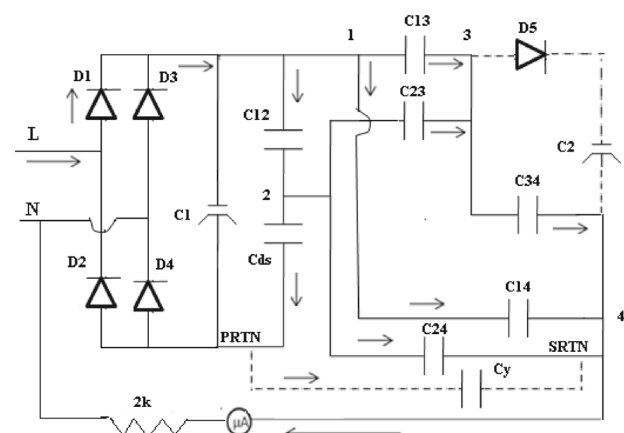 C13
1
3
D5
D1
D3
C12
C23
C2
L
C34
N
2
C1
D2
D4
Cds
C14
4
PRTN
C24
SRTN
Cy
2k
µA